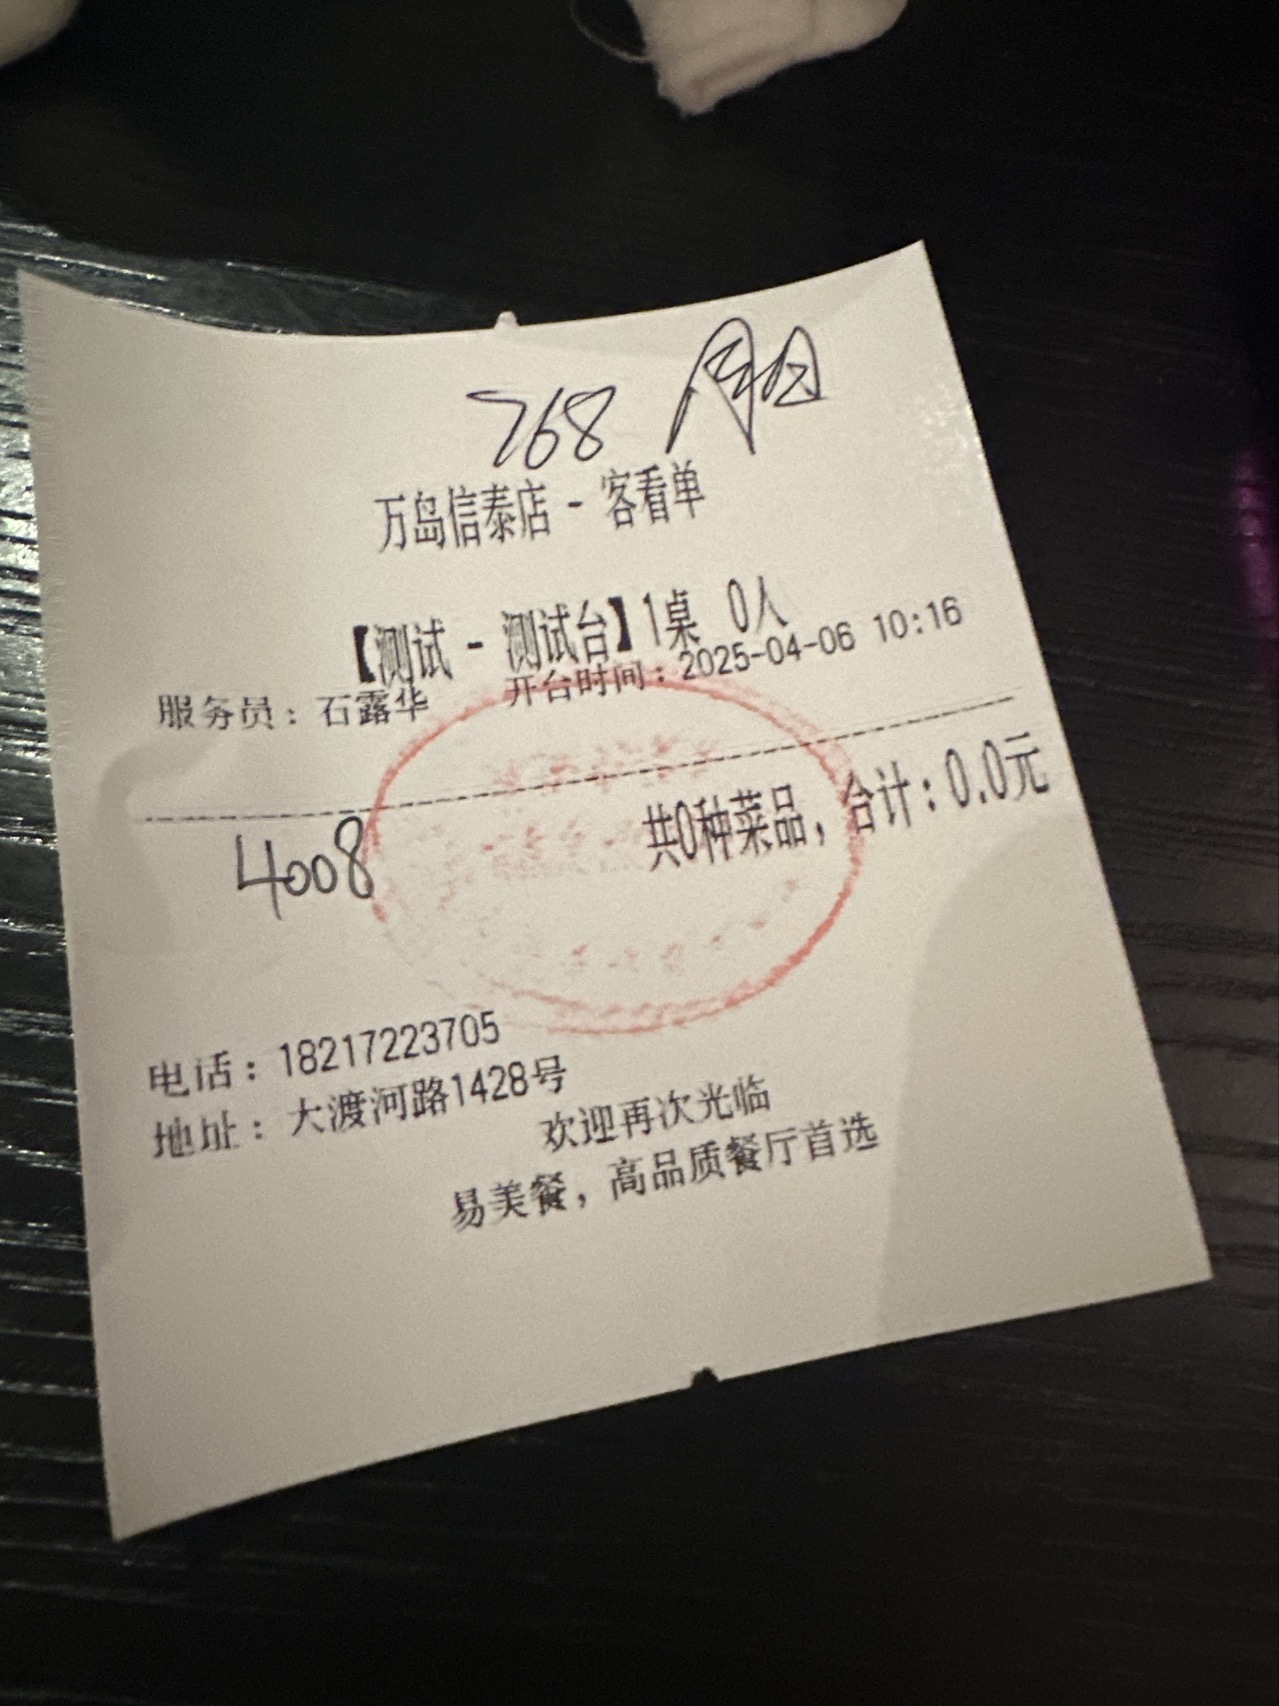 768
万岛信泰店 - 客看单
【测试 - 测试台】1桌 0人
服务员：石露华 开台时间：2025-04-06 10:16
共0种菜品，合计：0.0元
4008
电话：18217223705
地址：大渡河路1428号
欢迎再次光临
易美餐，高品质餐厅首选